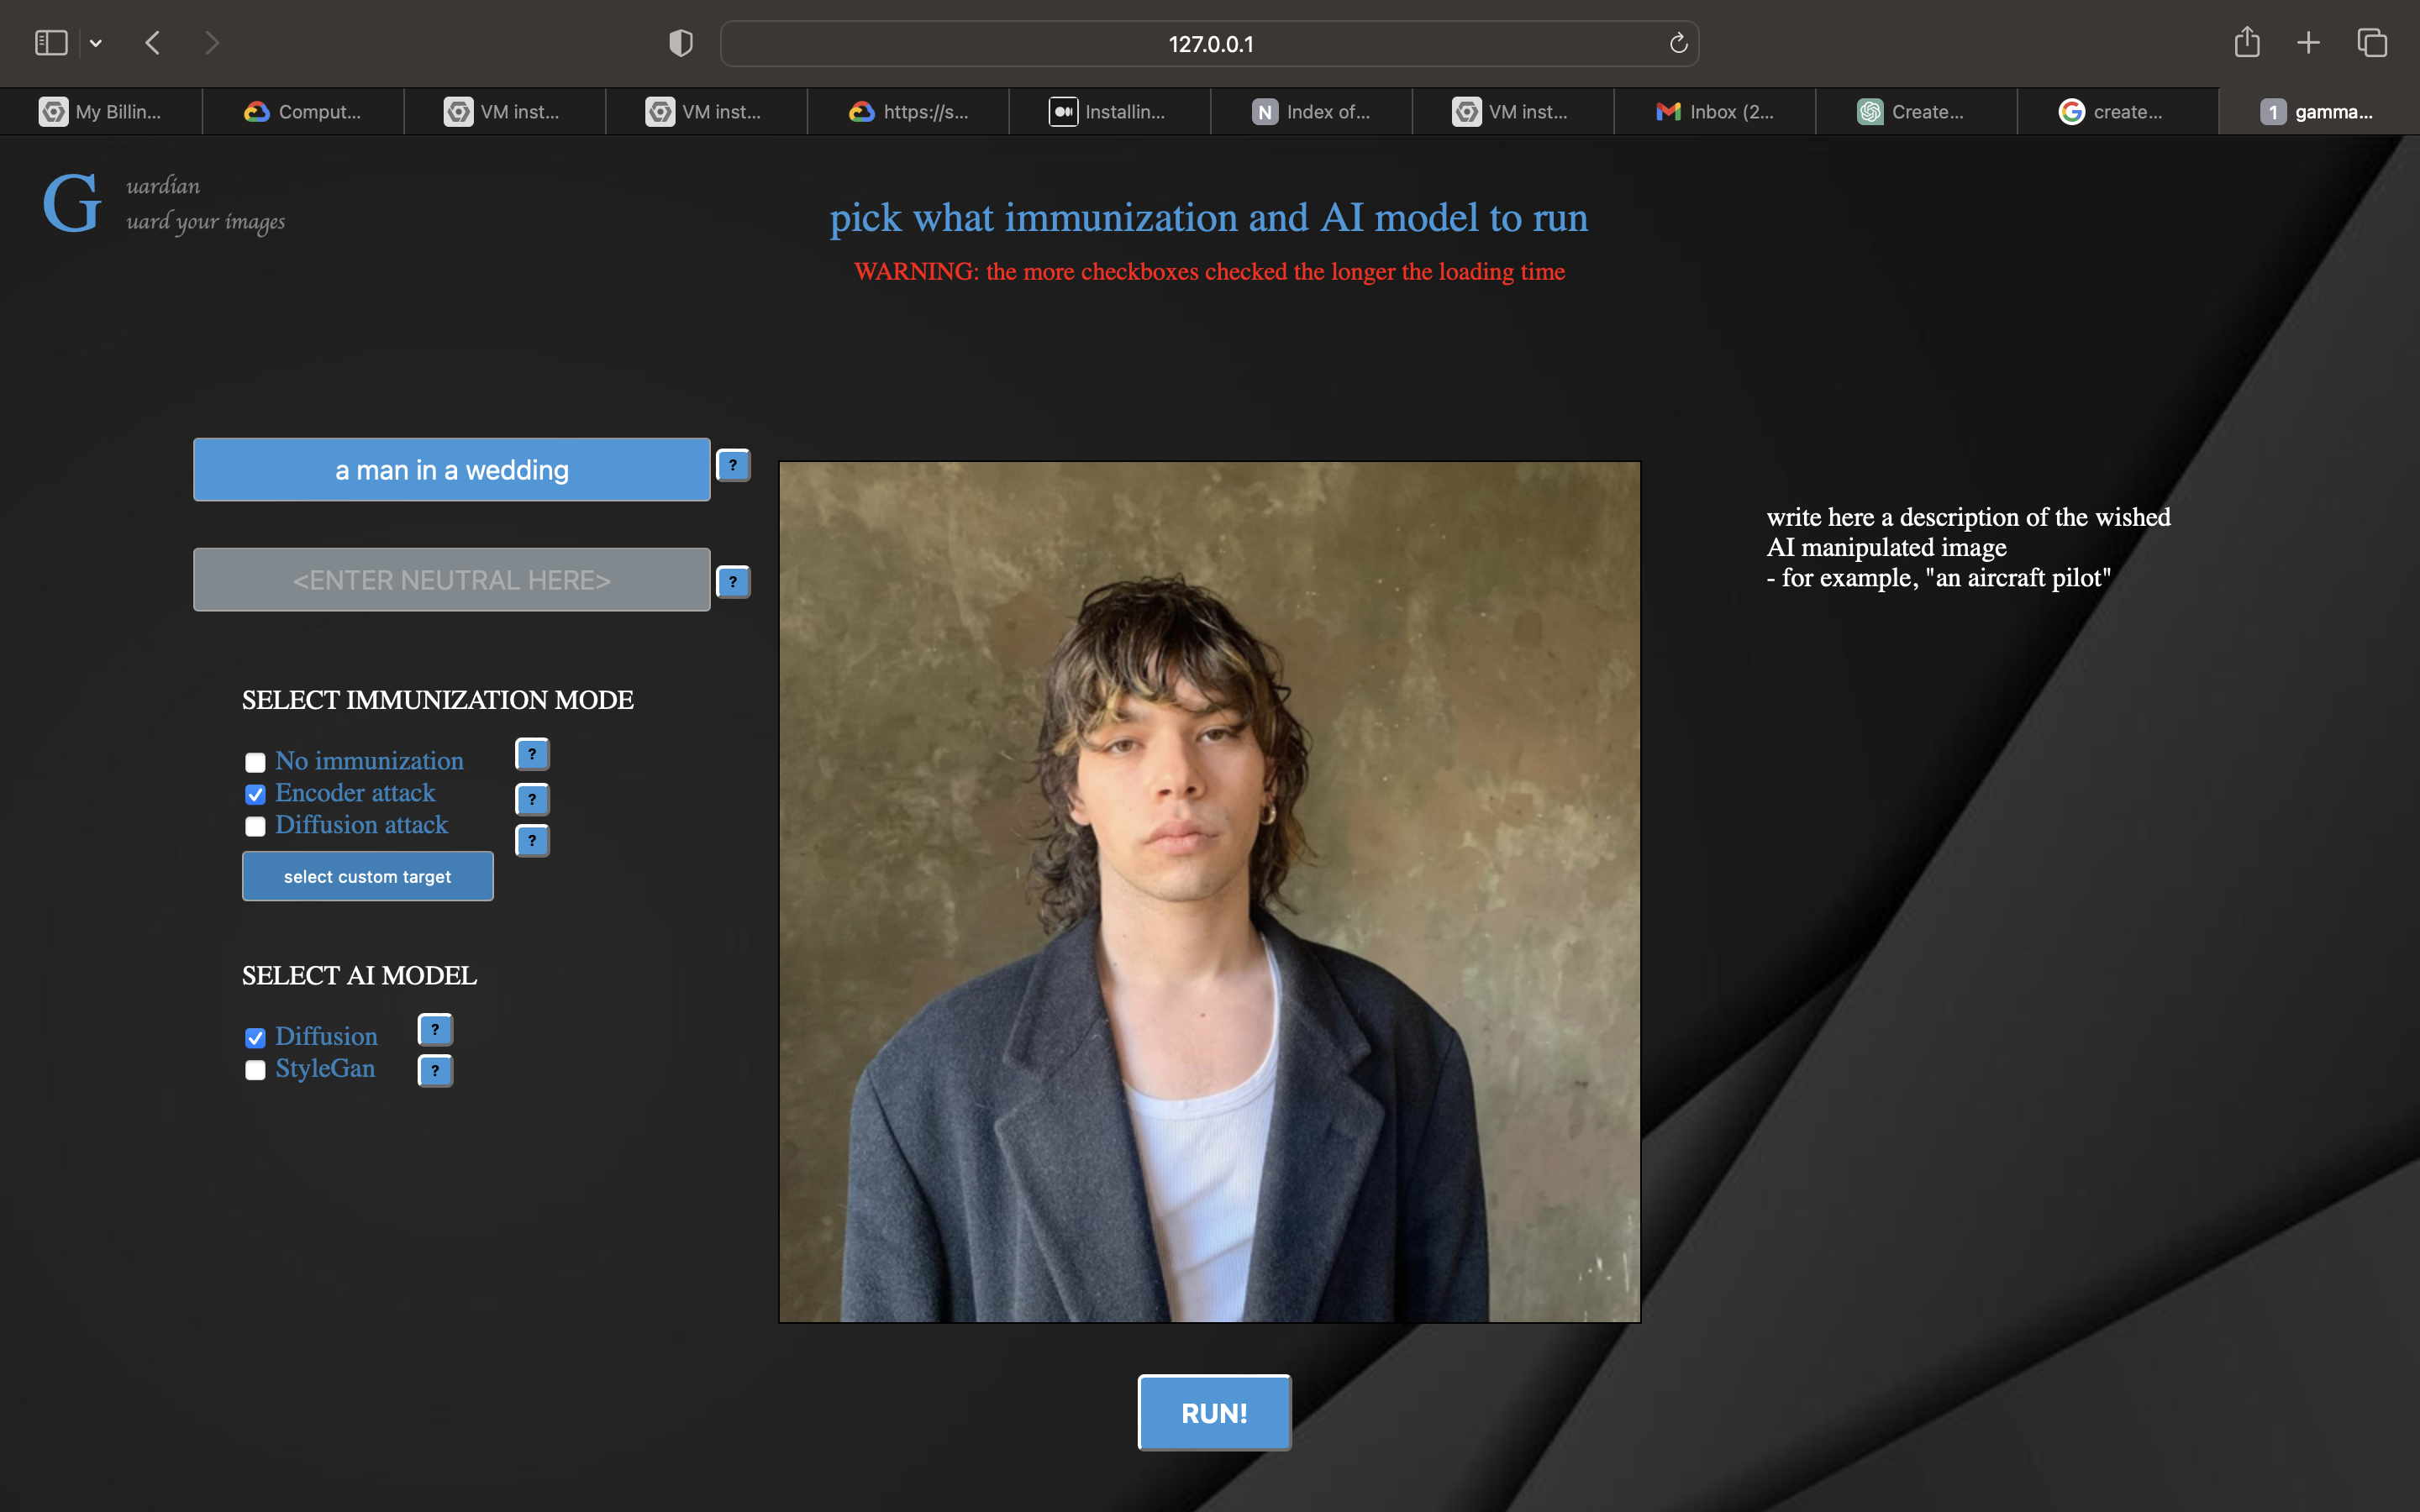 127.0.0.1
My Billin...
Comput...
VM inst...
VM inst...
https://s...
Installin...
N Index of...
VM inst...
Inbox (2...
Create...
create...
1 gamma...
G uardian
uard your images
pick what immunization and AI model to run
WARNING: the more checkboxes checked the longer the loading time
a man in a wedding
?
<ENTER NEUTRAL HERE>
?
write here a description of the wished
AI manipulated image
- for example, "an aircraft pilot"
SELECT IMMUNIZATION MODE
No immunization ?
Encoder attack ?
Diffusion attack ?
select custom target
SELECT AI MODEL
Diffusion ?
StyleGan ?
RUN!